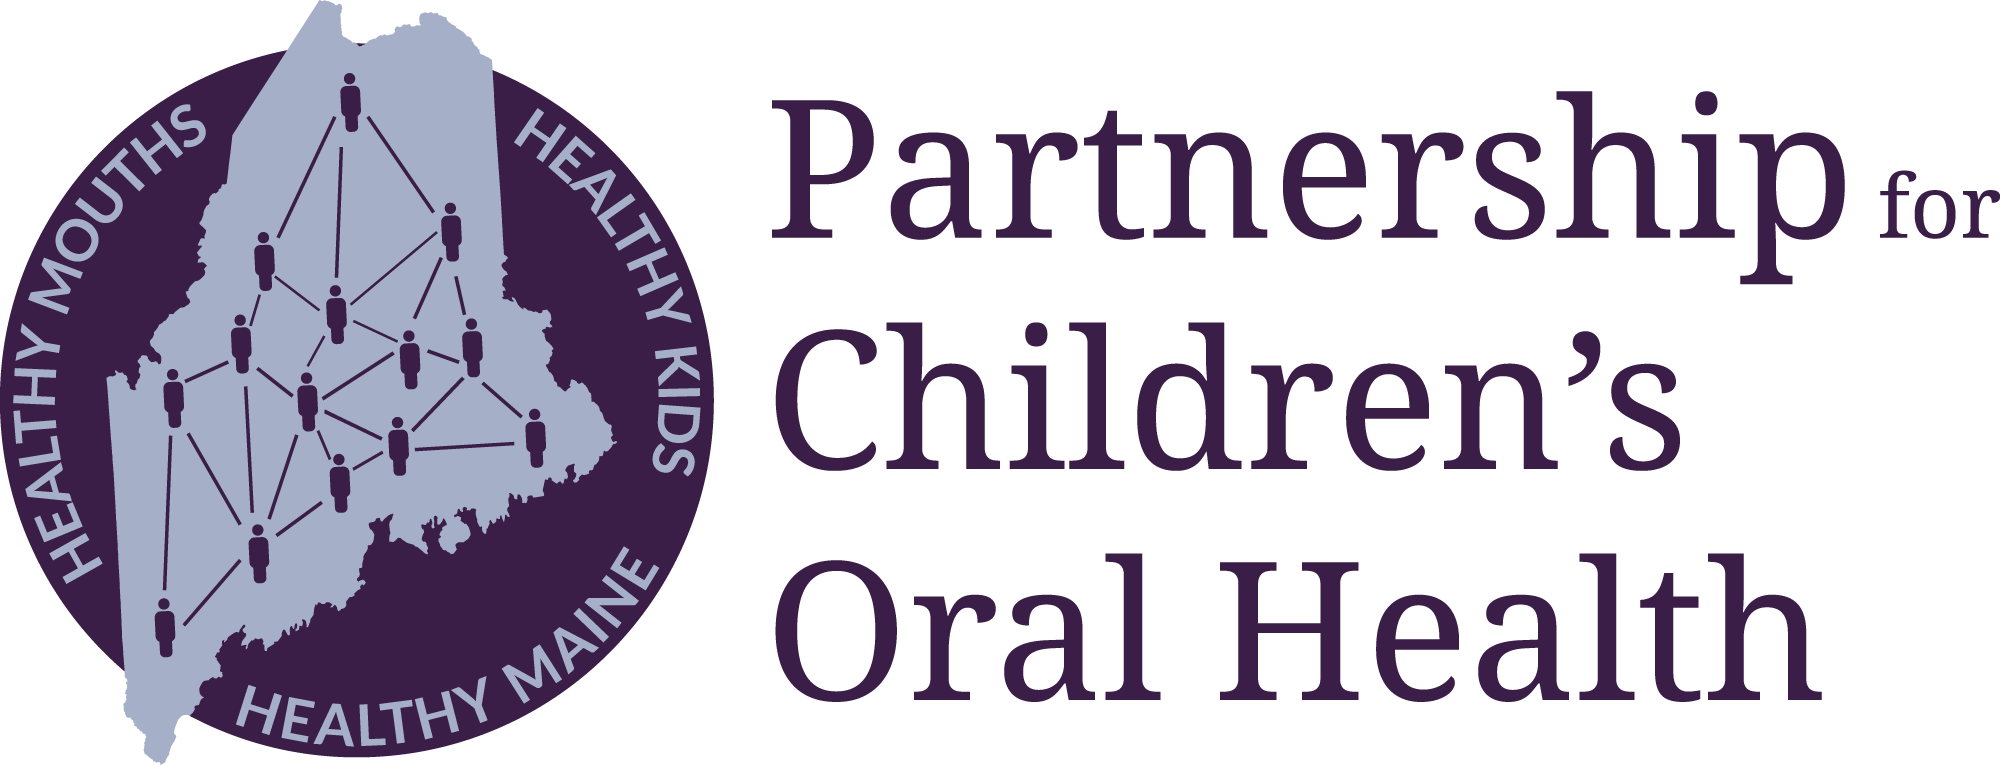 HEALTHY MOUTHS
HEALTHY KIDS
HEALTHY MAINE
Partnership for
Children’s
Oral Health